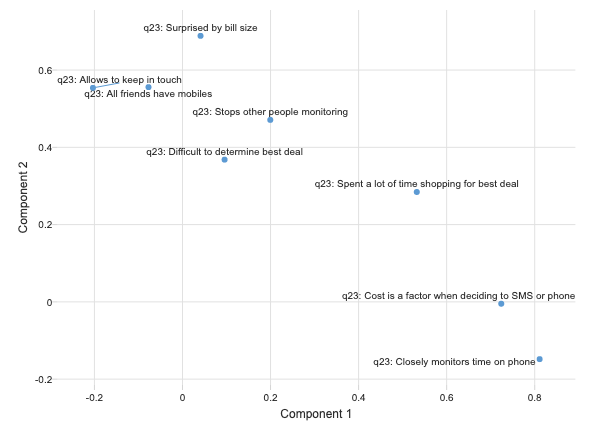 q23: Surprised by bill size
0.6
q23: Allows to keep in touch
q23: All friends have mobiles
q23: Stops other people monitoring
0.4
q23: Difficult to determine best deal
q23: Spent a lot of time shopping for best deal
Component 2
0.2
q23: Cost is a factor when deciding to SMS or phone
0
q23: Closely monitors time on phone
-0.2
-0.2 0 0.2 0.4 0.6 0.8
Component 1